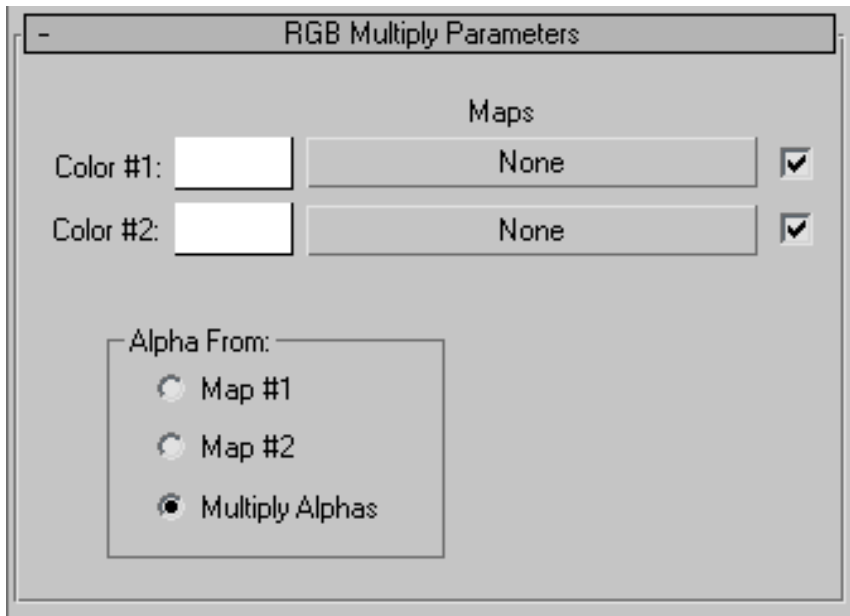 - RGB Multiply Parameters
Maps
Color #1: None
Color #2: None
Alpha From:
Map #1
Map #2
Multiply Alphas